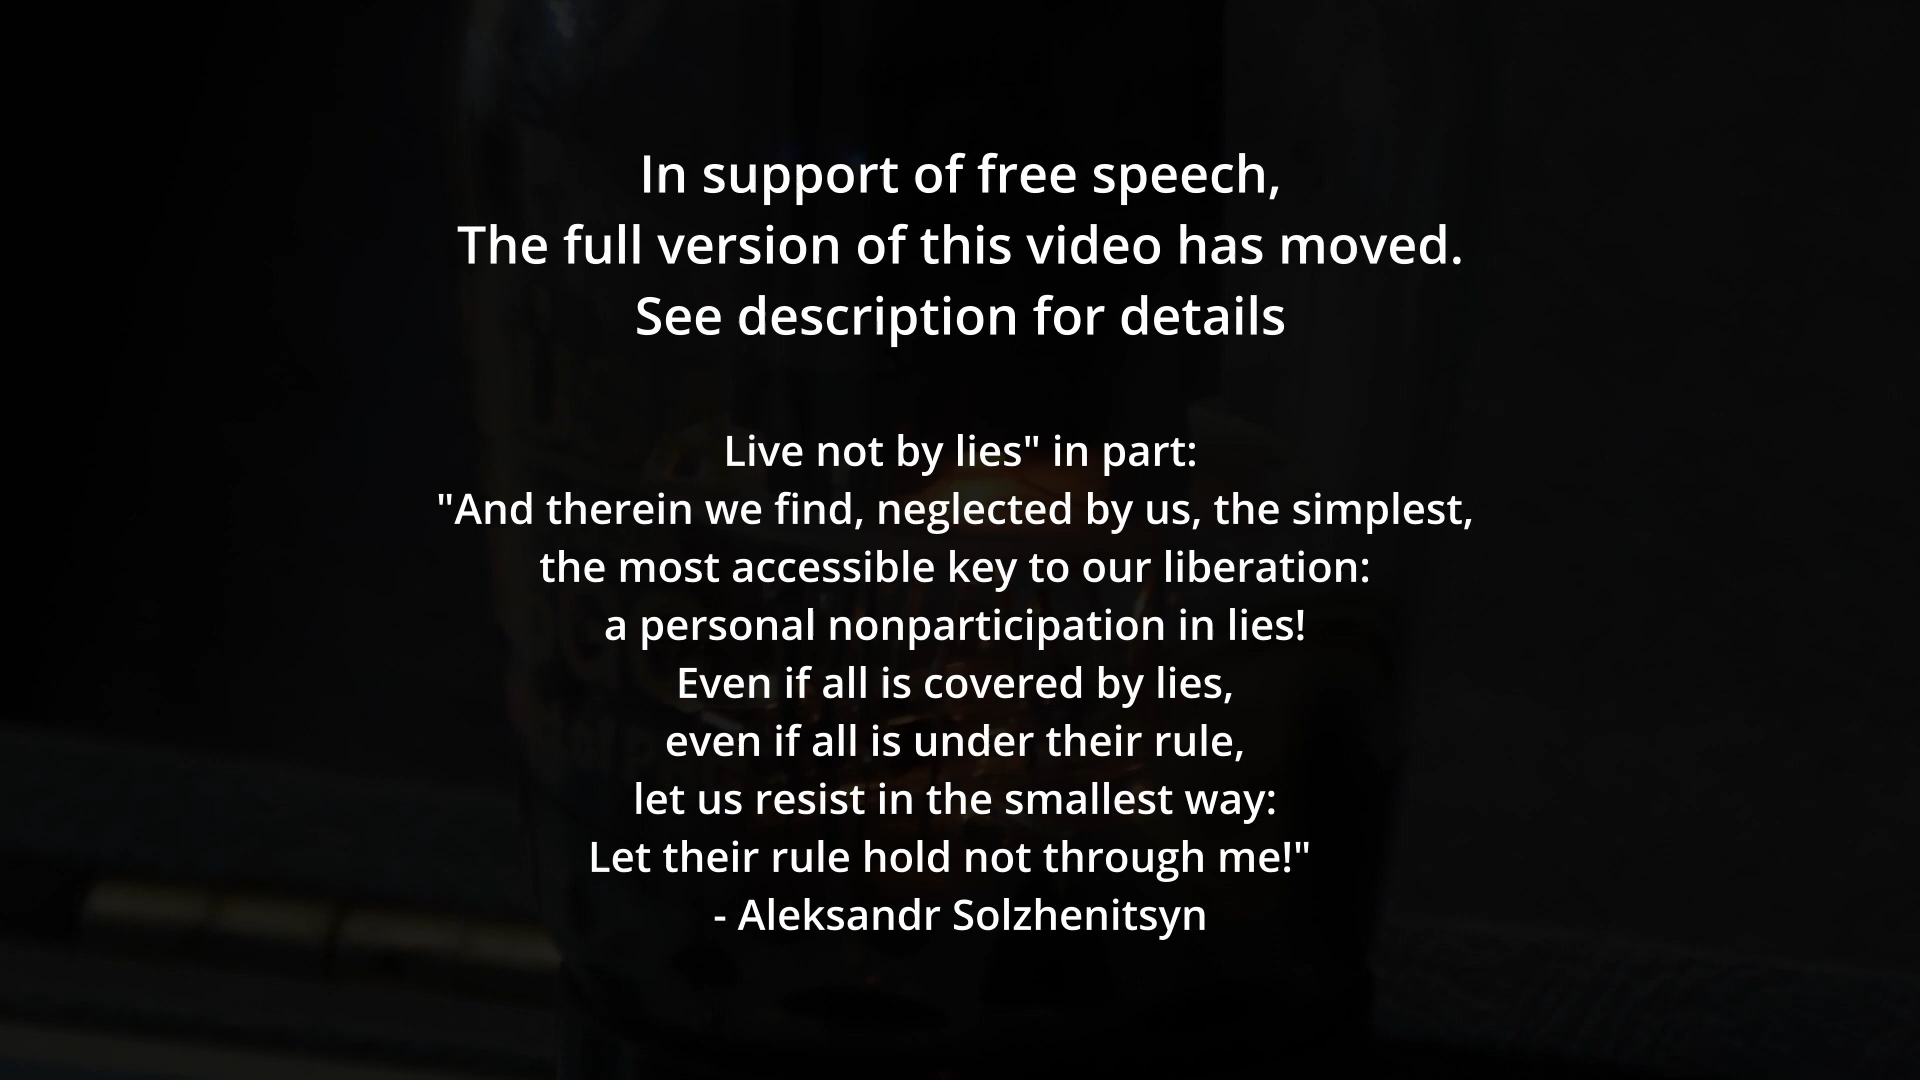 In support of free speech,
The full version of this video has moved.
See description for details
Live not by lies" in part:
"And therein we find, neglected by us, the simplest,
the most accessible key to our liberation:
a personal nonparticipation in lies!
Even if all is covered by lies,
even if all is under their rule,
let us resist in the smallest way:
Let their rule hold not through me!"
- Aleksandr Solzhenitsyn